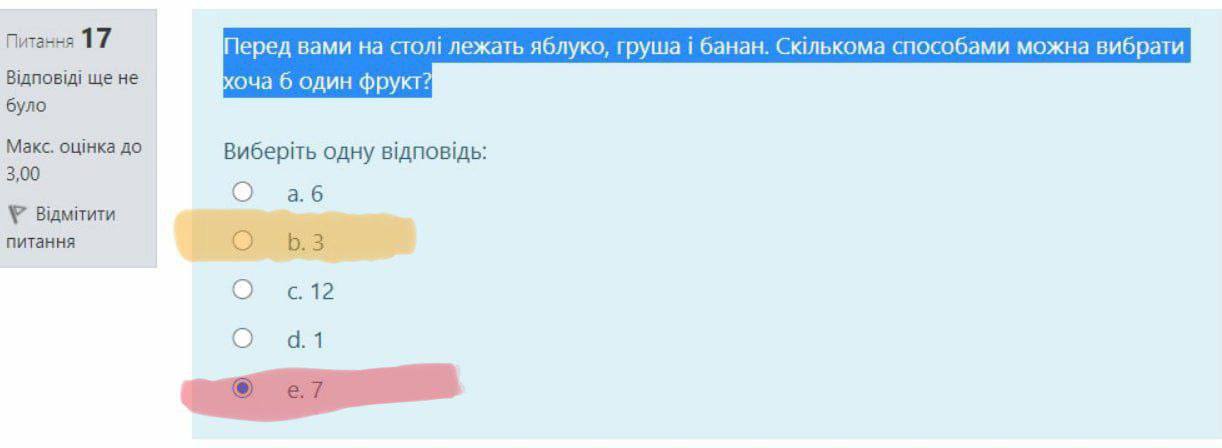 Питання 17
Відповіді ще не
було
Макс. оцінка до
3,00
Відмітити
питання
Перед вами на столі лежать яблуко, груша і банан. Скількома способами можна вибрати
хоча б один фрукт?
Виберіть одну відповідь:
a. 6
b. 3
c. 12
d. 1
e. 7